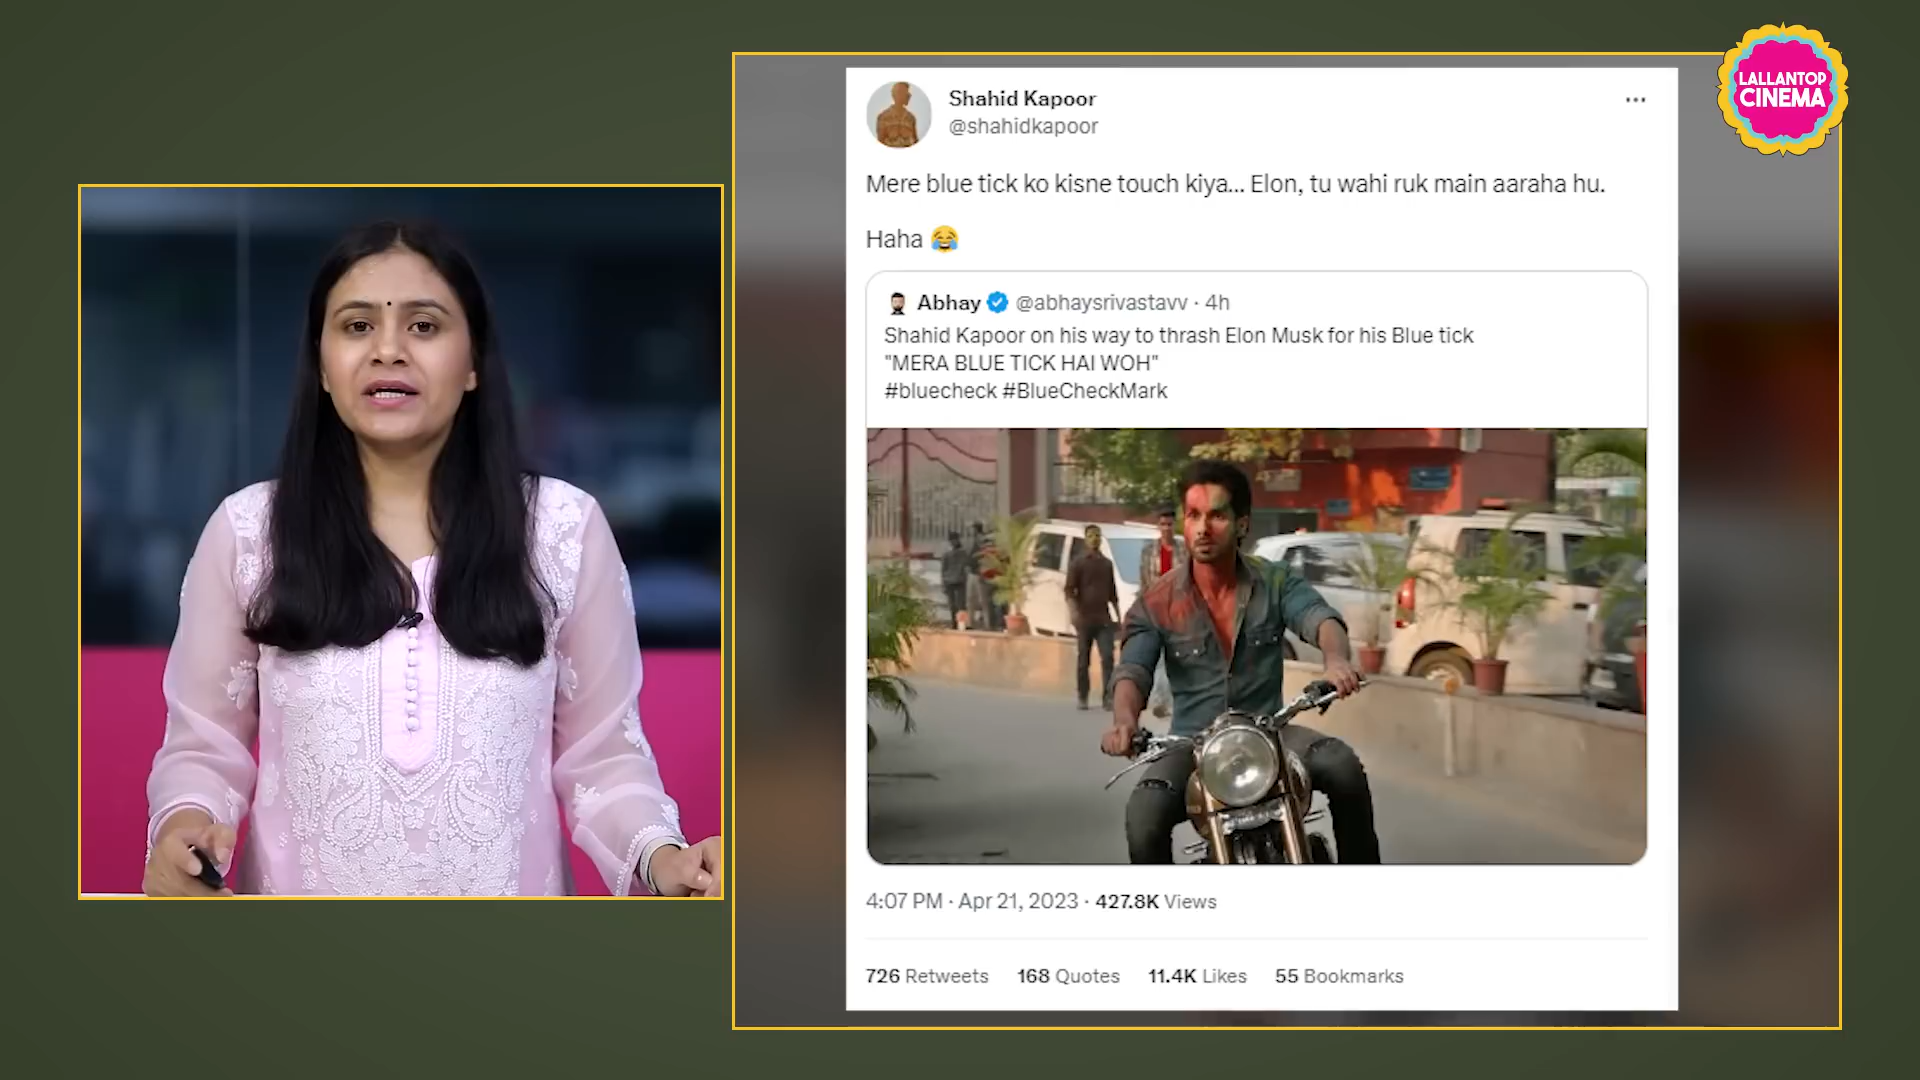 LALLANTOP
CINEMA
Shahid Kapoor
@shahidkapoor
Mere blue tick ko kisne touch kiya... Elon, tu wahi ruk main aaraha hu.
Haha 😂
Abhay @abhaysrivastavv · 4h
Shahid Kapoor on his way to thrash Elon Musk for his Blue tick
"MERA BLUE TICK HAI WOH"
#bluecheck #BlueCheckMark
4:07 PM · Apr 21, 2023 · 427.8K Views
726 Retweets 168 Quotes 11.4K Likes 55 Bookmarks